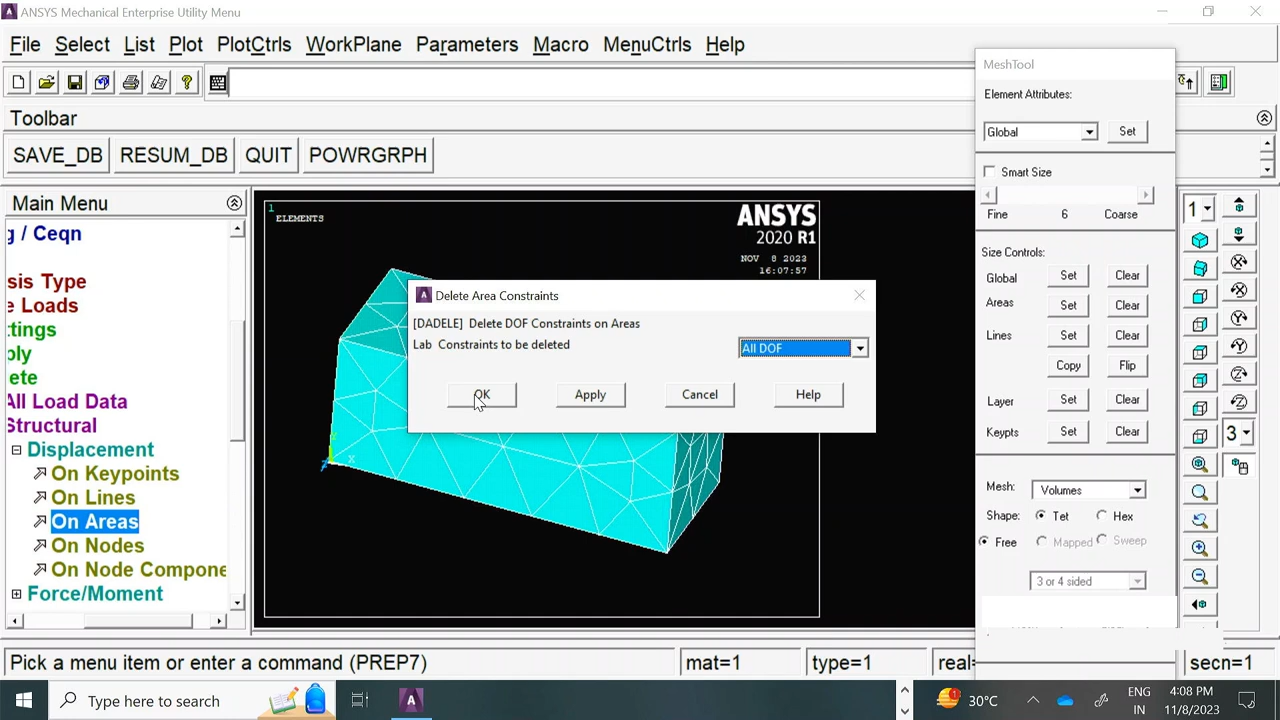 ANSYS Mechanical Enterprise Utility Menu
File Select List Plot PlotCtrls WorkPlane Parameters Macro MenuCtrls Help
Toolbar
SAVE_DB RESUM_DB QUIT POWRGRPH
Main Menu
g / Ceqn
sis Type
e Loads
ttings
ply
ete
All Load Data
Structural
Displacement
On Keypoints
On Lines
On Areas
On Nodes
On Node Compone
Force/Moment
1
ELEMENTS
ANSYS
2020 R1
NOV 8 2023
16:07:57
X
Z
Delete Area Constraints
[DADELE] Delete DOF Constraints on Areas
Lab Constraints to be deleted
All DOF
OK Apply Cancel Help
MeshTool
Element Attributes:
Global Set
Smart Size
Fine 6 Coarse
Size Controls:
Global Set Clear
Areas Set Clear
Lines Set Clear
Copy Flip
Layer Set Clear
Keypts Set Clear
Mesh: Volumes
Shape: Tet Hex
Free Mapped Sweep
3 or 4 sided
1
3
Pick a menu item or enter a command (PREP7)
mat=1
type=1
real=
secn=1
Type here to search
1
30°C
ENG
IN
4:08 PM
11/8/2023